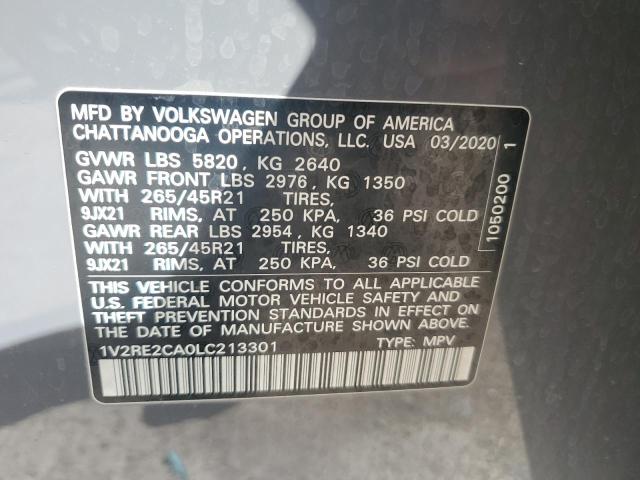 MFD BY VOLKSWAGEN GROUP OF AMERICA
CHATTANOOGA OPERATIONS, LLC. USA 03/2020
GVWR LBS 5820, KG 2640
GAWR FRONT LBS 2976, KG 1350
WITH 265/45R21 TIRES,
9JX21 RIMS, AT 250 KPA, 36 PSI COLD
GAWR REAR LBS 2954, KG 1340
WITH 265/45R21 TIRES,
9JX21 RIMS, AT 250 KPA, 36 PSI COLD
THIS VEHICLE CONFORMS TO ALL APPLICABLE
U.S. FEDERAL MOTOR VEHICLE SAFETY AND
THEFT PREVENTION STANDARDS IN EFFECT
ON THE DATE OF MANUFACTURE SHOWN ABOVE.
1V2RE2CA0LC213301 TYPE: MPV
1050200 1